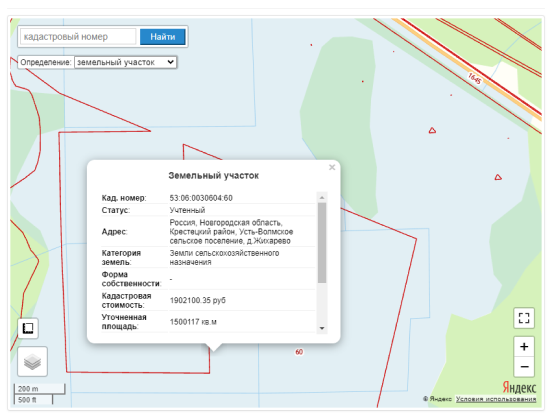 кадастровый номер
Найти
Определение: земельный участок
1645
Земельный участок
×
Кад. номер: 53:06:0030604:60
Статус: Учтенный
Адрес: Россия, Новгородская область,
Крестецкий район, Усть-Волмское
сельское поселение, д.Жихарево
Категория земель: Земли сельскохозяйственного
назначения
Форма собственности: -
Кадастровая стоимость: 1902100.35 руб
Уточненная площадь: 1500117 кв.м
60
+
−
200 m
500 ft
Яндекс
© Яндекс Условия использования